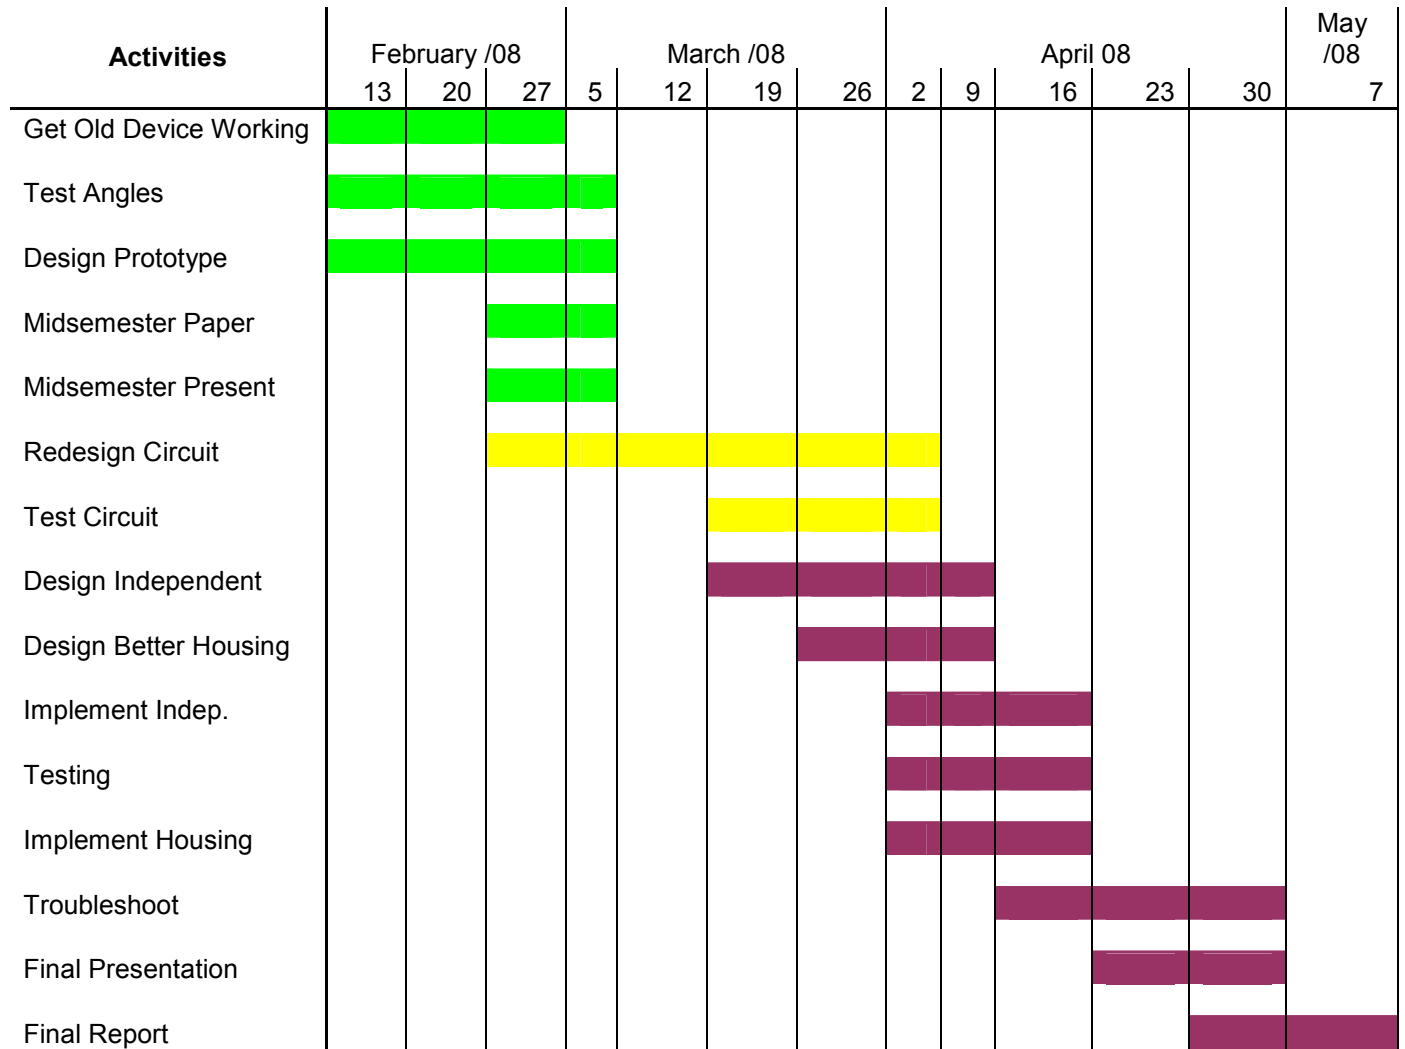 May
Activities February /08 March /08 April 08 /08
13 20 27 5 12 19 26 2 9 16 23 30 7
Get Old Device Working
Test Angles
Design Prototype
Midsemester Paper
Midsemester Present
Redesign Circuit
Test Circuit
Design Independent
Design Better Housing
Implement Indep.
Testing
Implement Housing
Troubleshoot
Final Presentation
Final Report